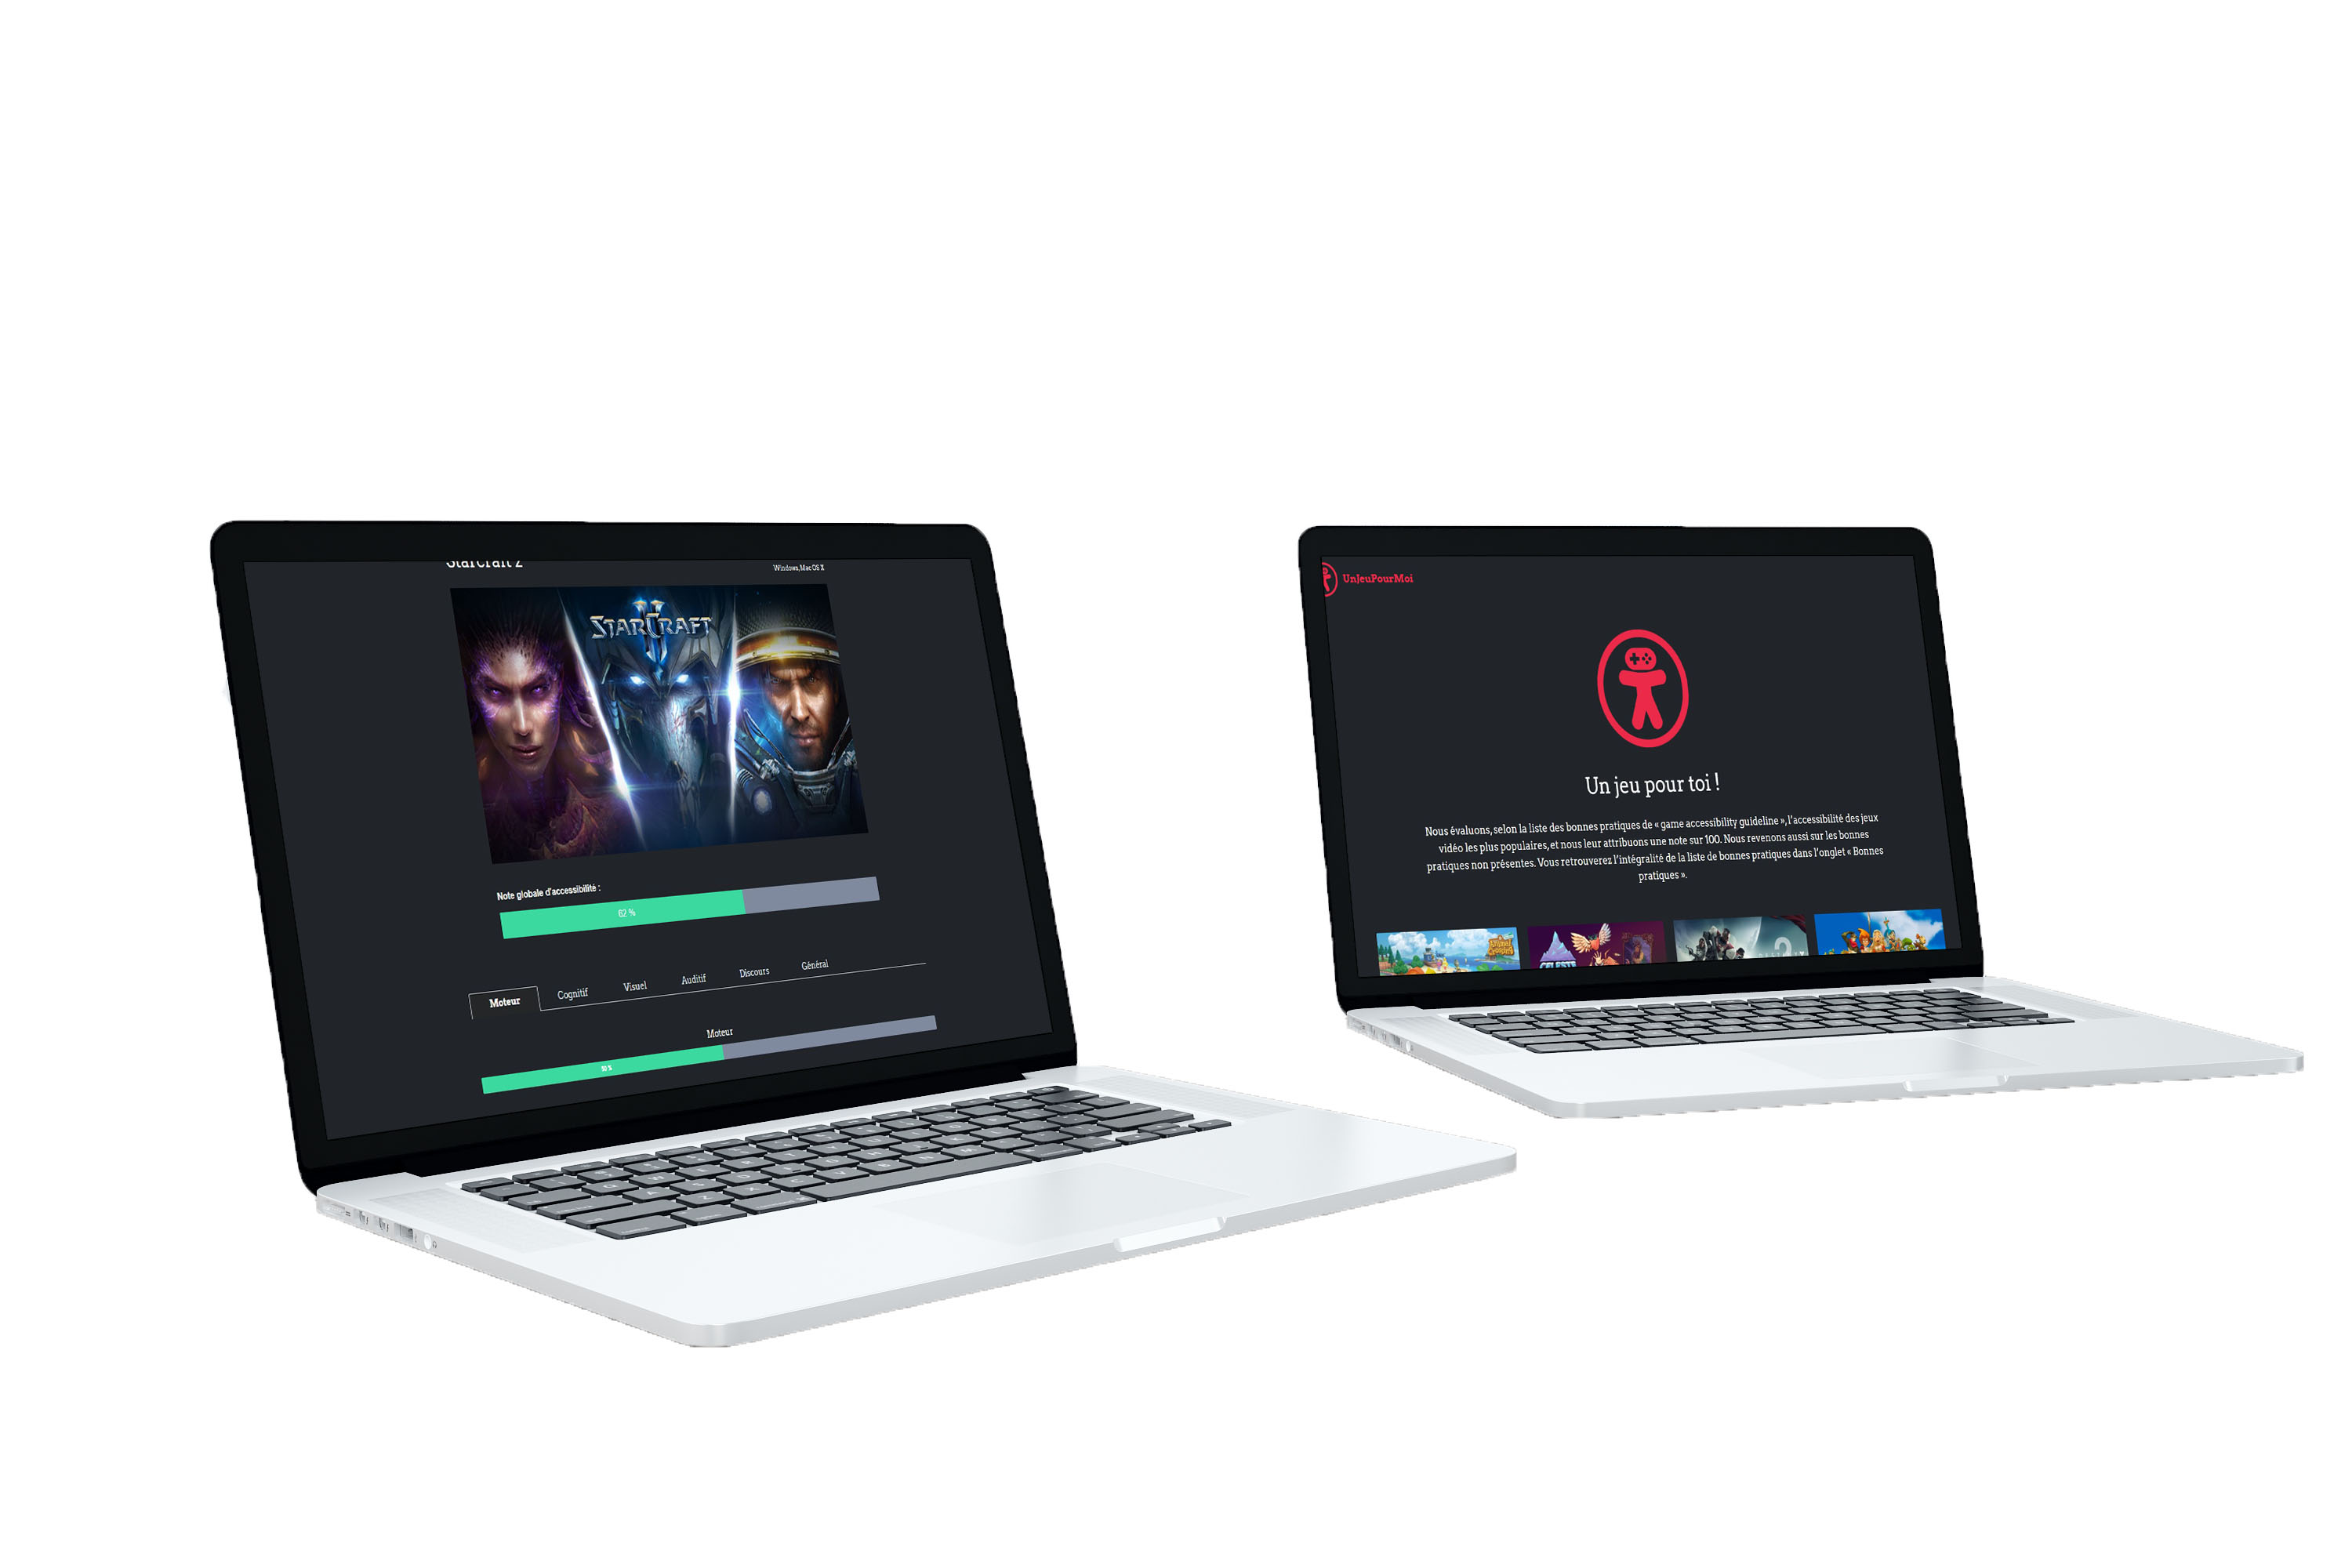 StarCraft 2
Windows, Mac OS X
STARCRAFT
II
Note globale d'accessibilité :
62 %
Moteur
Cognitif
Visuel
Auditif
Discours
Général
Moteur
UnJeuPourMoi
Un jeu pour toi !
Nous évaluons, selon la liste des bonnes pratiques de « game accessibility guideline », l'accessibilité des jeux
vidéo les plus populaires, et nous leur attribuons une note sur 100. Nous revenons aussi sur les bonnes
pratiques non présentes. Vous retrouverez l'intégralité de la liste de bonnes pratiques dans l'onglet « Bonnes
pratiques ».
CELESTE